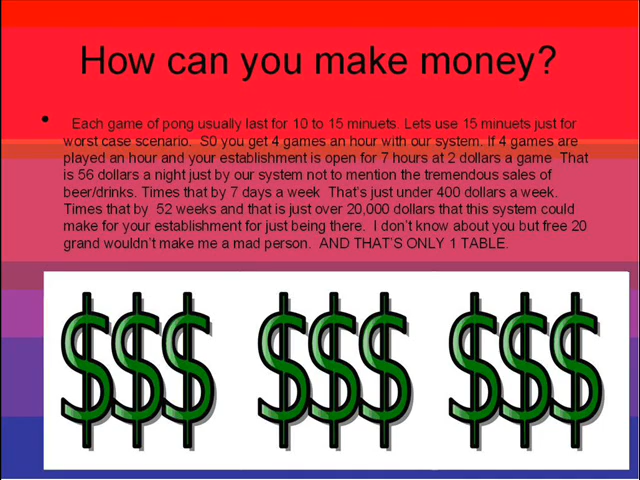 How can you make money?
• Each game of pong usually last for 10 to 15 minuets. Lets use 15 minuets just for
worst case scenario. S0 you get 4 games an hour with our system. If 4 games are
played an hour and your establishment is open for 7 hours at 2 dollars a game That
is 56 dollars a night just by our system not to mention the tremendous sales of
beer/drinks. Times that by 7 days a week That's just under 400 dollars a week.
Times that by 52 weeks and that is just over 20,000 dollars that this system could
make for your establishment for just being there. I don't know about you but free 20
grand wouldn't make me a mad person. AND THAT'S ONLY 1 TABLE.
$$$ $$$ $$$